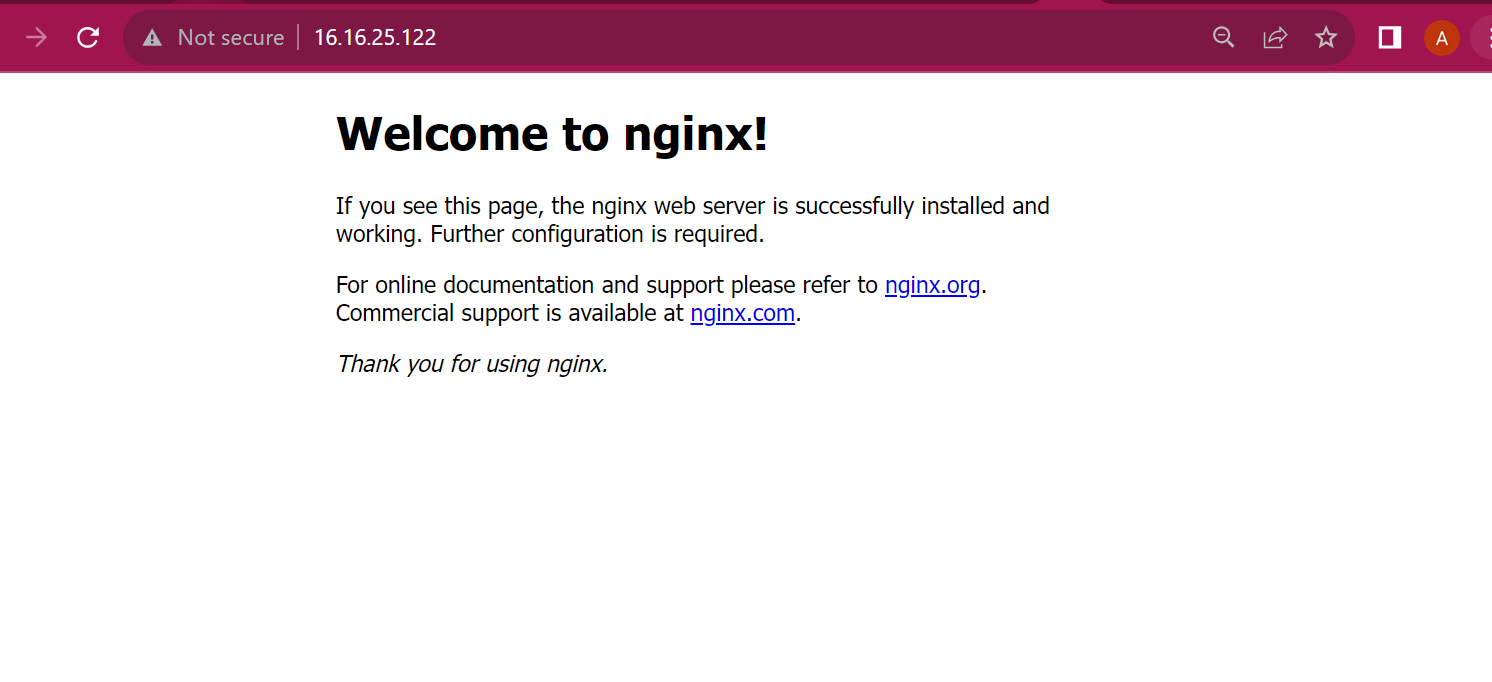 Not secure 16.16.25.122
A
Welcome to nginx!
If you see this page, the nginx web server is successfully installed and
working. Further configuration is required.
For online documentation and support please refer to nginx.org.
Commercial support is available at nginx.com.
Thank you for using nginx.